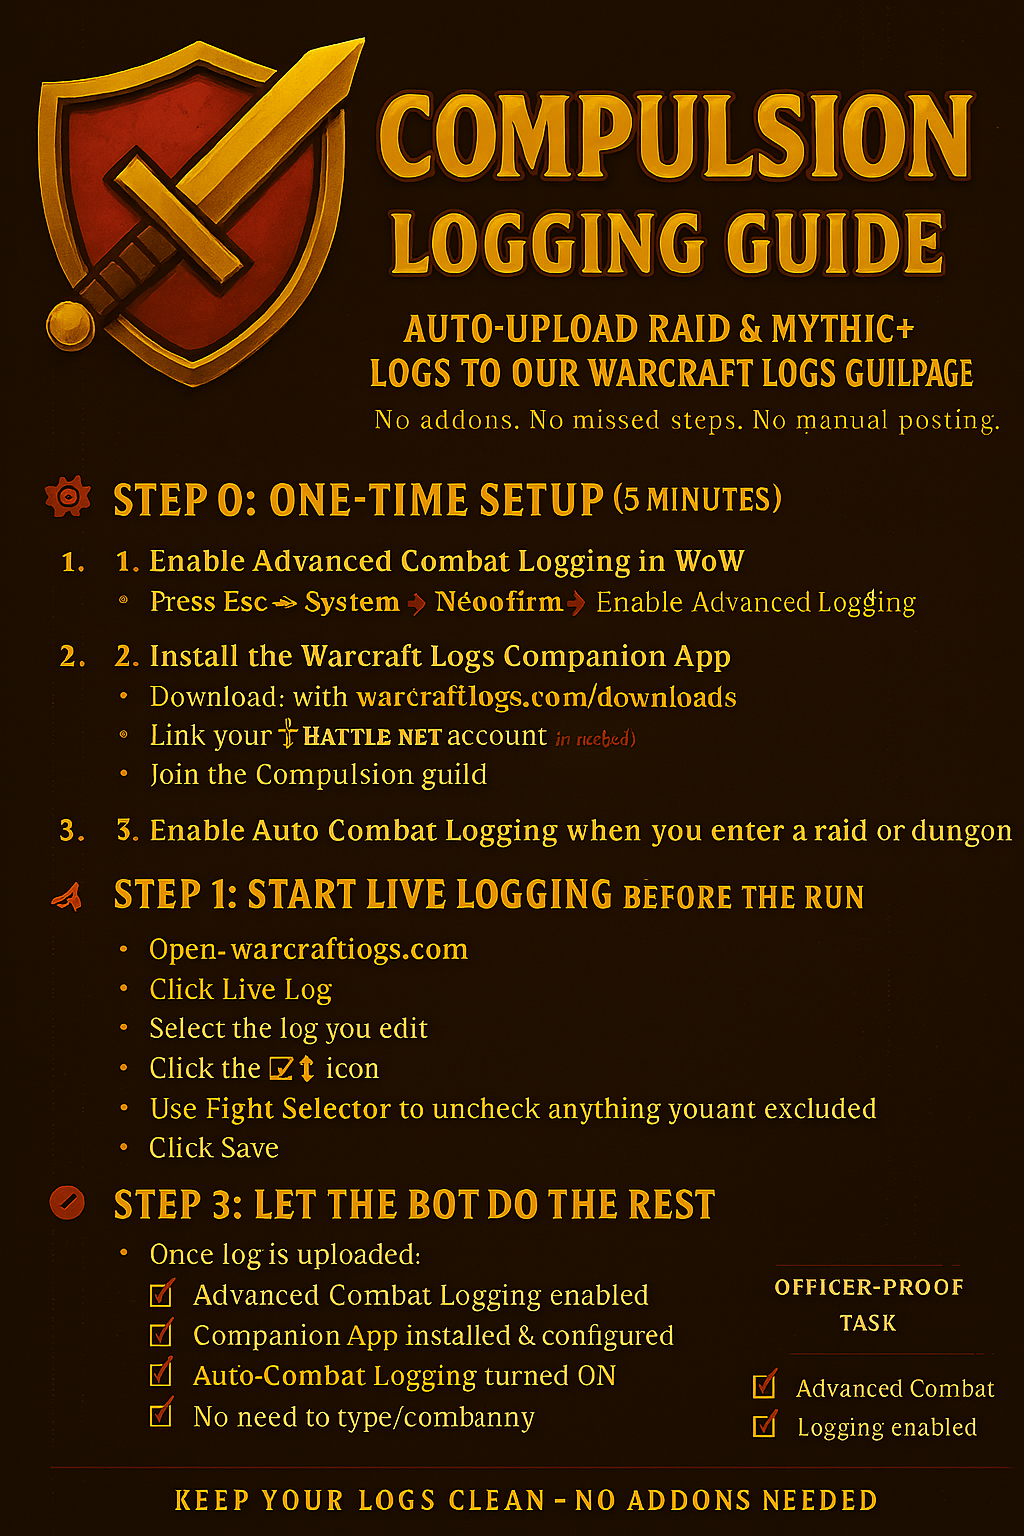 COMPULSION
LOGGING GUIDE
AUTO-UPLOAD RAID & MYTHIC+
LOGS TO OUR WARCRAFT LOGS GUILPAGE
No addons. No missed steps. No manual posting.
STEP 0: ONE-TIME SETUP (5 MINUTES)
1. 1. Enable Advanced Combat Logging in WoW
• Press Esc → System → Néoofirm → Enable Advanced Logging
2. 2. Install the Warcraft Logs Companion App
• Download: with warcraftlogs.com/downloads
• Link your HATTLE NET account in
• Join the Compulsion guild
3. 3. Enable Auto Combat Logging when you enter a raid or dungon
STEP 1: START LIVE LOGGING BEFORE THE RUN
• Open-warcraftiogs.com
• Click Live Log
• Select the log you edit
• Click the icon
• Use Fight Selector to uncheck anything youant excluded
• Click Save
STEP 3: LET THE BOT DO THE REST
• Once log is uploaded:
Advanced Combat Logging enabled
Companion App installed & configured
Auto-Combat Logging turned ON
No need to type/combanny
OFFICER-PROOF
TASK
Advanced Combat
Logging enabled
KEEP YOUR LOGS CLEAN – NO ADDONS NEEDED